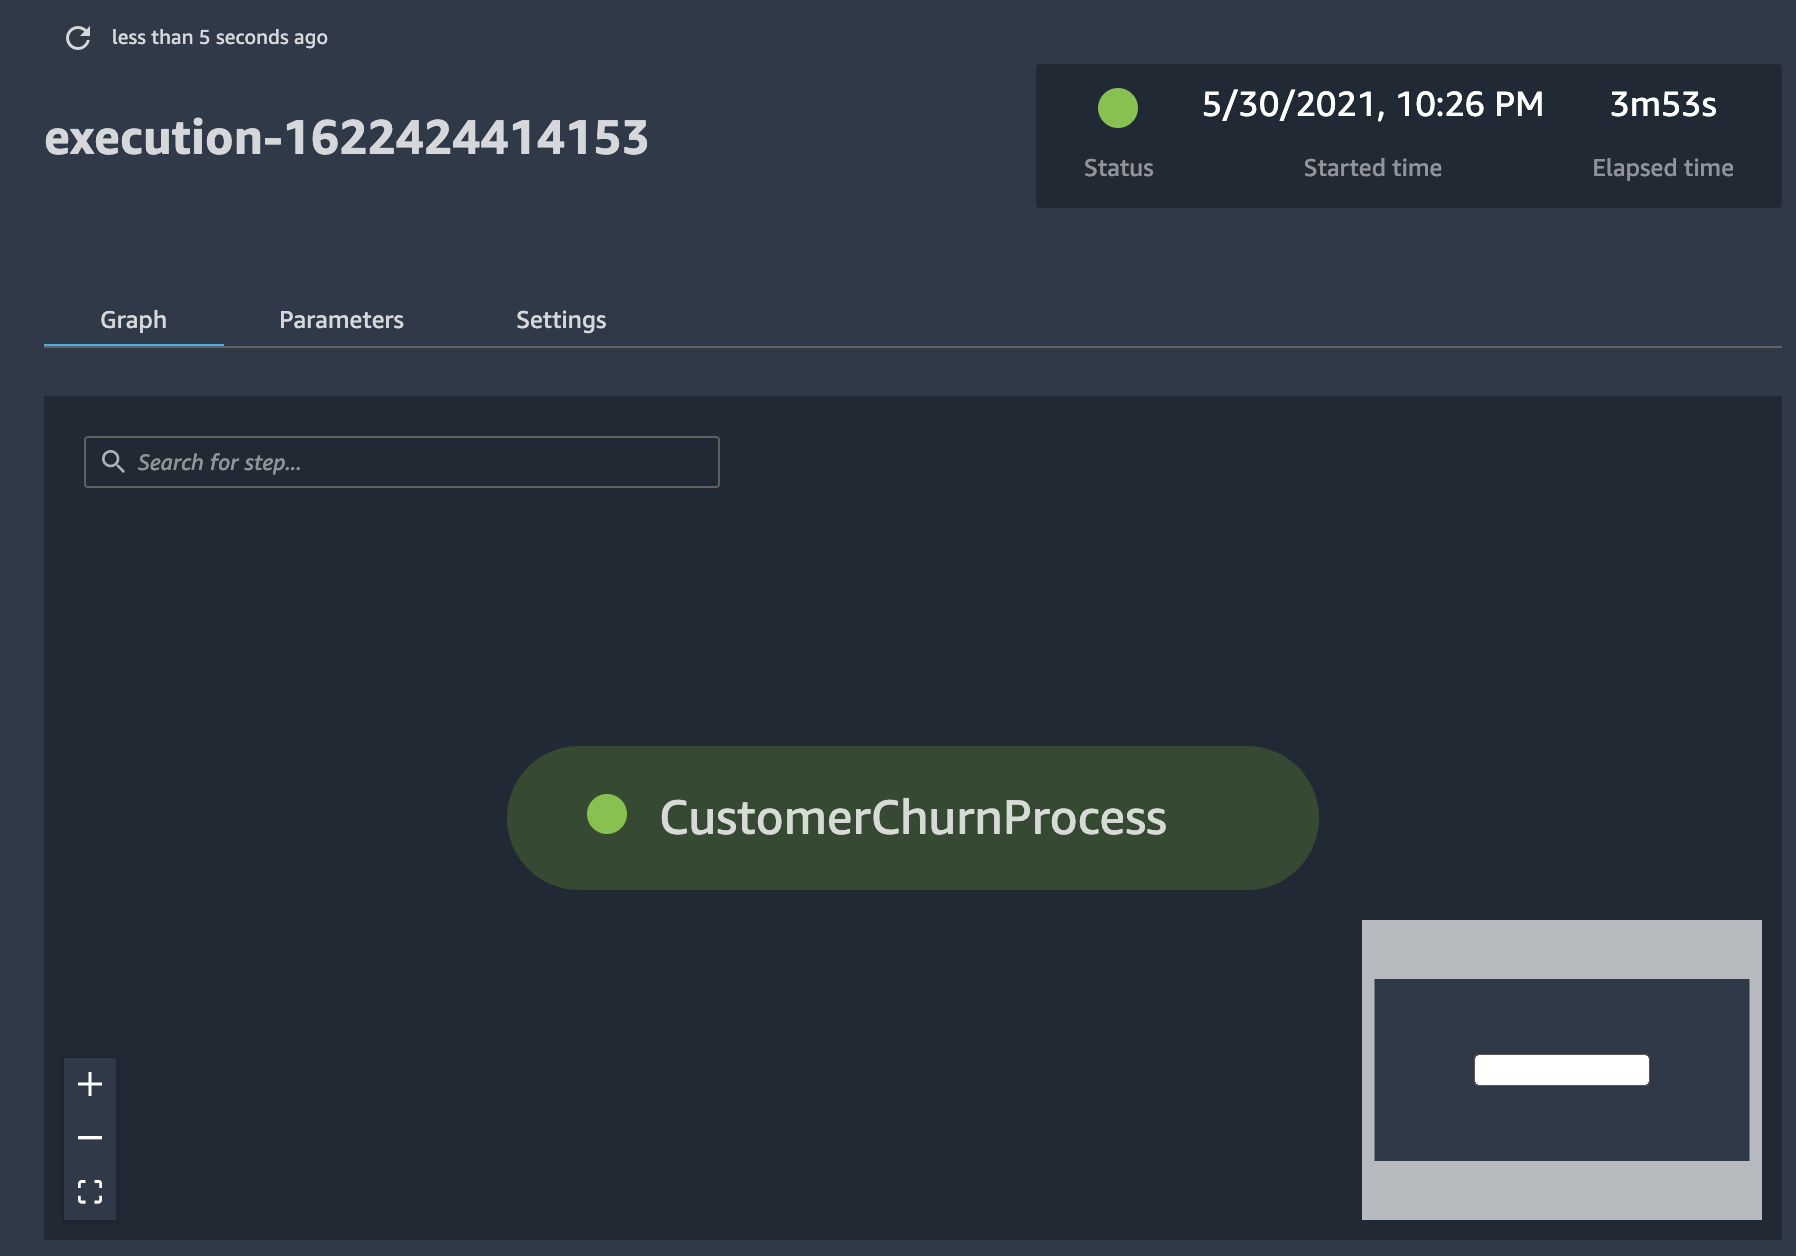 less than 5 seconds ago
execution-1622424414153
5/30/2021, 10:26 PM 3m53s
Status Started time Elapsed time
Graph Parameters Settings
Search for step...
CustomerChurnProcess